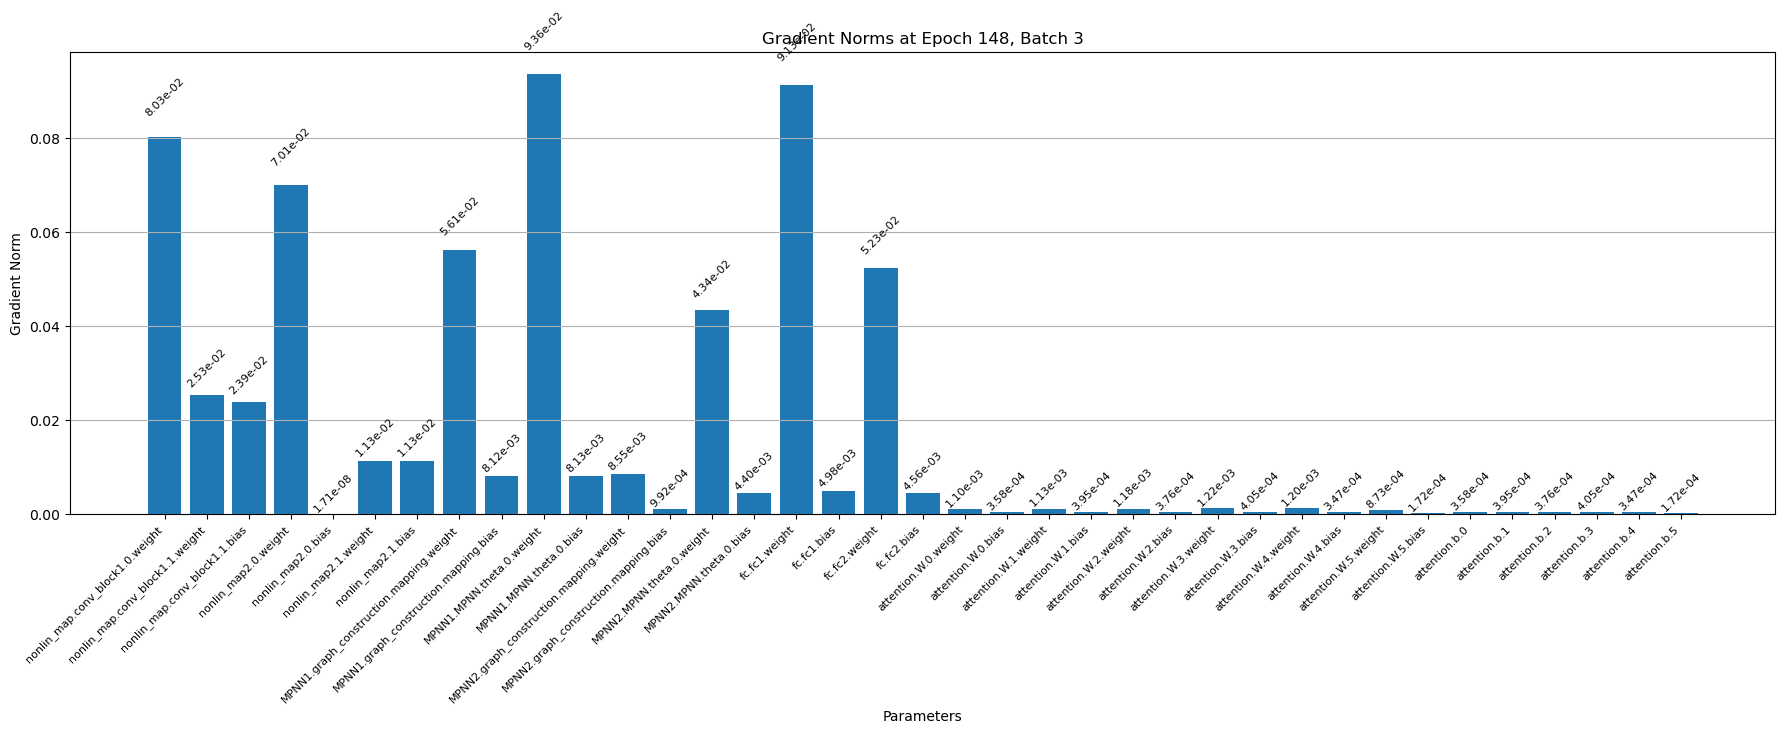 Gradient Norms at Epoch 148, Batch 3
Gradient Norm
0.08
0.06
0.04
0.02
0.00
8.03e-02
2.53e-02
2.39e-02
7.01e-02
1.71e-08
1.13e-02
1.13e-02
5.61e-02
8.12e-03
9.36e-02
8.13e-03
8.55e-03
9.92e-04
4.34e-02
4.40e-03
9.13e-02
4.98e-03
5.23e-02
4.56e-03
1.10e-03
3.58e-04
1.13e-03
3.95e-04
1.18e-03
3.76e-04
1.22e-03
4.05e-04
1.20e-03
3.47e-04
8.73e-04
1.72e-04
3.58e-04
3.95e-04
3.76e-04
4.05e-04
3.47e-04
1.72e-04
nonlin_map.conv_block1.0.weight
nonlin_map.conv_block1.1.weight
nonlin_map.conv_block1.1.bias
nonlin_map2.0.weight
nonlin_map2.0.bias
nonlin_map2.1.weight
nonlin_map2.1.bias
MPNN1.graph_construction.mapping.weight
MPNN1.graph_construction.mapping.bias
MPNN1.MPNN.theta.0.weight
MPNN1.MPNN.theta.0.bias
MPNN2.graph_construction.mapping.weight
MPNN2.graph_construction.mapping.bias
MPNN2.MPNN.theta.0.weight
MPNN2.MPNN.theta.0.bias
fc.fc1.weight
fc.fc1.bias
fc.fc2.weight
fc.fc2.bias
attention.W.0.weight
attention.W.0.bias
attention.W.1.weight
attention.W.1.bias
attention.W.2.weight
attention.W.2.bias
attention.W.3.weight
attention.W.3.bias
attention.W.4.weight
attention.W.4.bias
attention.W.5.weight
attention.W.5.bias
attention.b.0
attention.b.1
attention.b.2
attention.b.3
attention.b.4
attention.b.5
Parameters